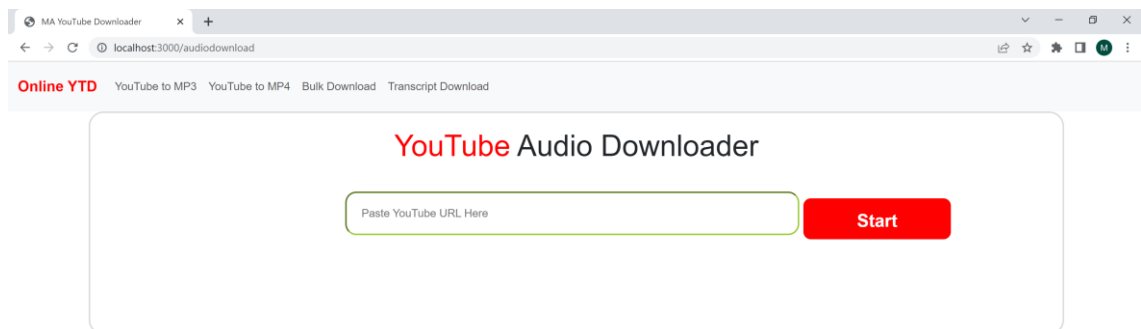 MA YouTube Downloader
localhost:3000/audiodownload
M
Online YTD YouTube to MP3 YouTube to MP4 Bulk Download Transcript Download
YouTube Audio Downloader
Paste YouTube URL Here
Start